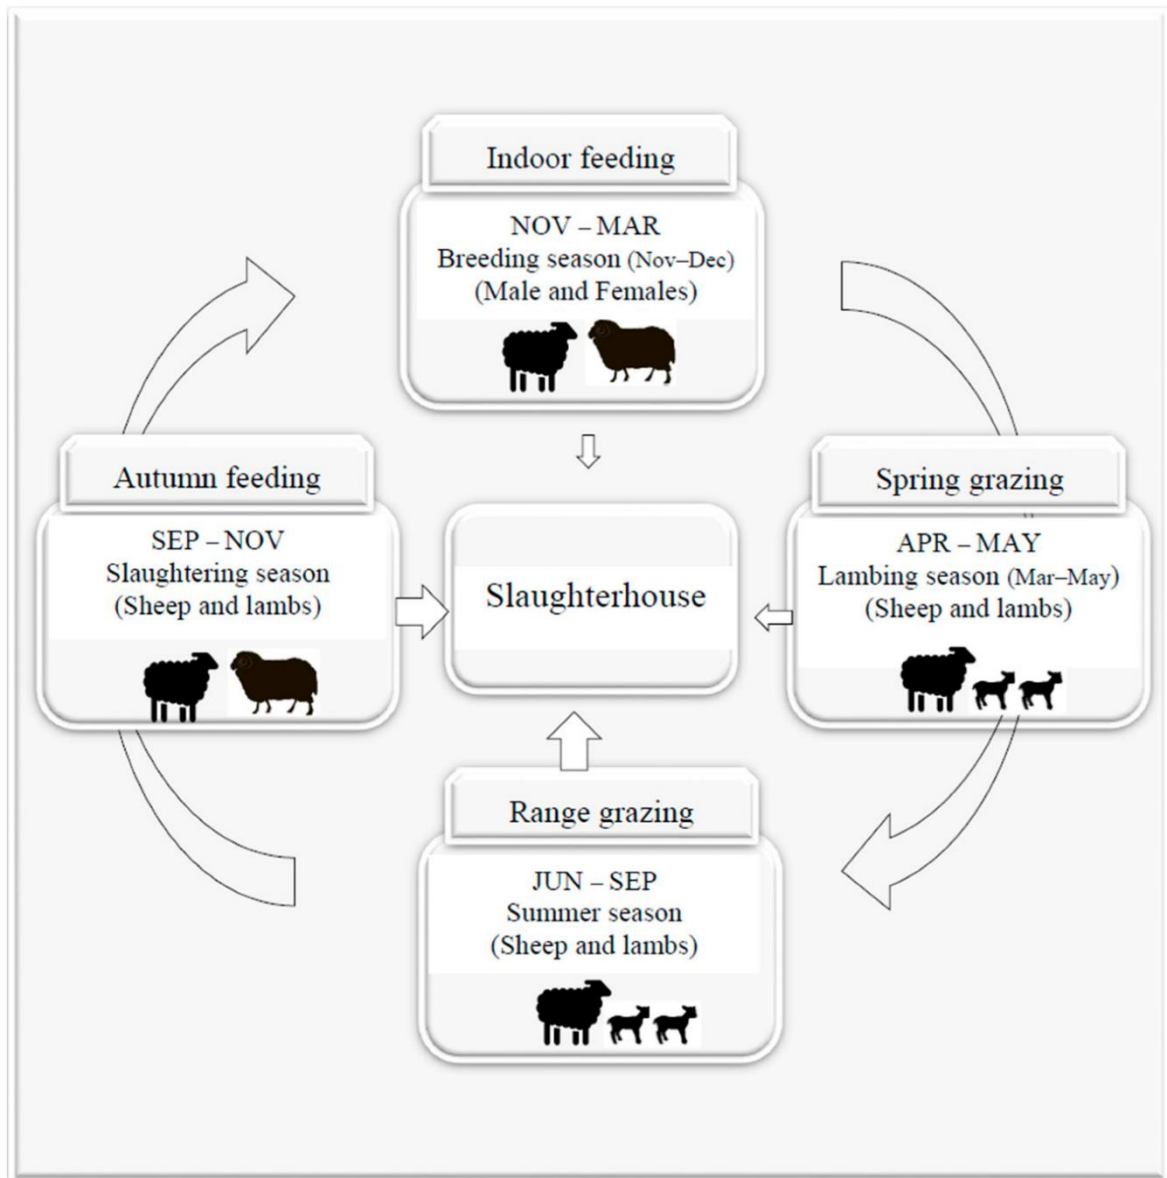 Indoor feeding
NOV – MAR
Breeding season (Nov–Dec)
(Male and Females)
Autumn feeding
SEP – NOV
Slaughtering season
(Sheep and lambs)
Slaughterhouse
Spring grazing
APR – MAY
Lambing season (Mar–May)
(Sheep and lambs)
Range grazing
JUN – SEP
Summer season
(Sheep and lambs)